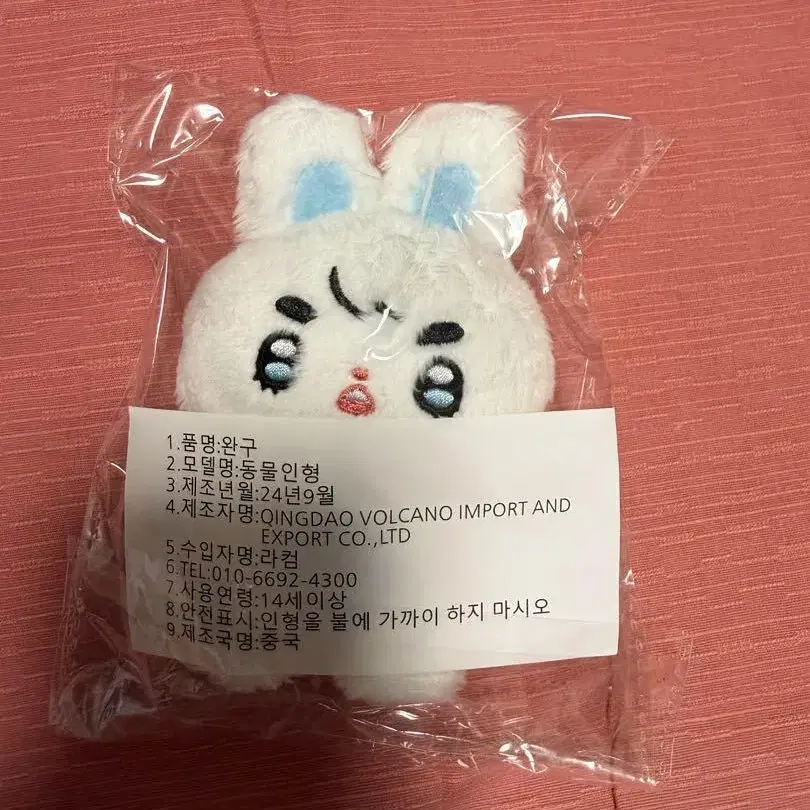 1.품명:완구
2.모델명:동물인형
3.제조년월:24년9월
4.제조자명:QINGDAO VOLCANO IMPORT AND
EXPORT CO.,LTD
5.수입자명:라컴
6.TEL:010-6692-4300
7.사용연령:14세이상
8.안전표시:인형을 불에 가까이 하지 마시오
9.제조국명:중국